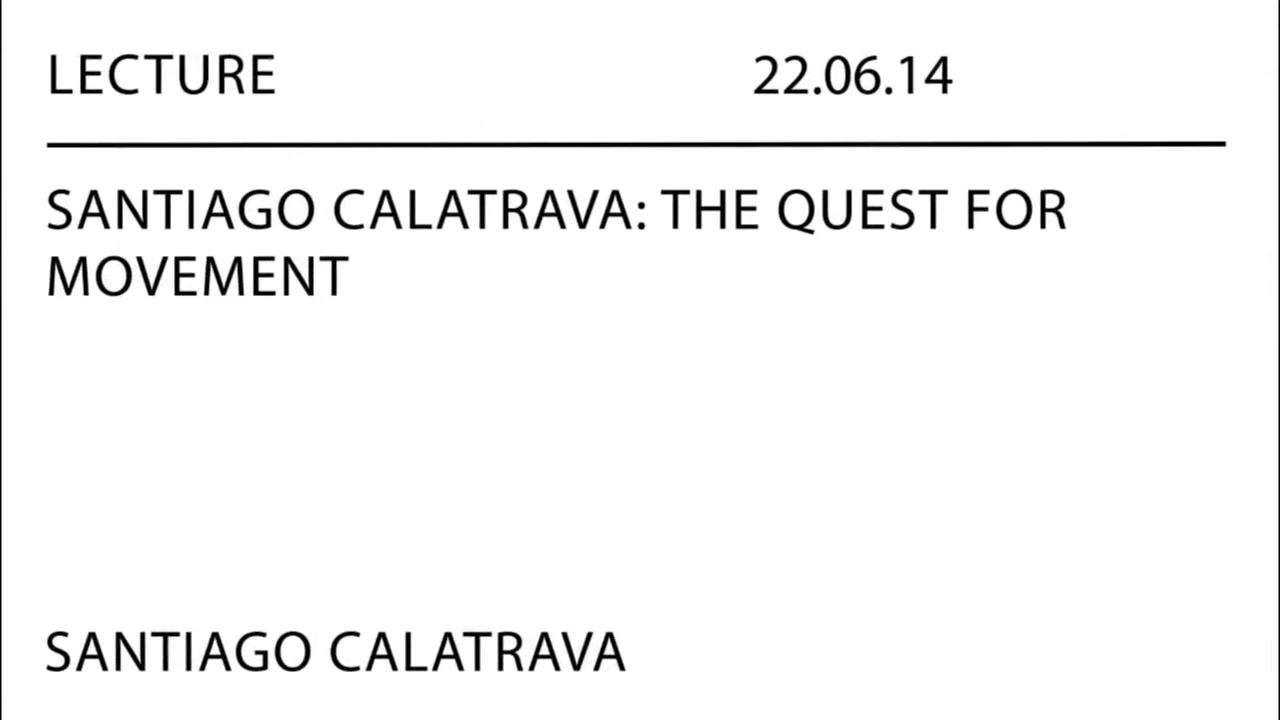 LECTURE 22.06.14
SANTIAGO CALATRAVA: THE QUEST FOR
MOVEMENT
SANTIAGO CALATRAVA